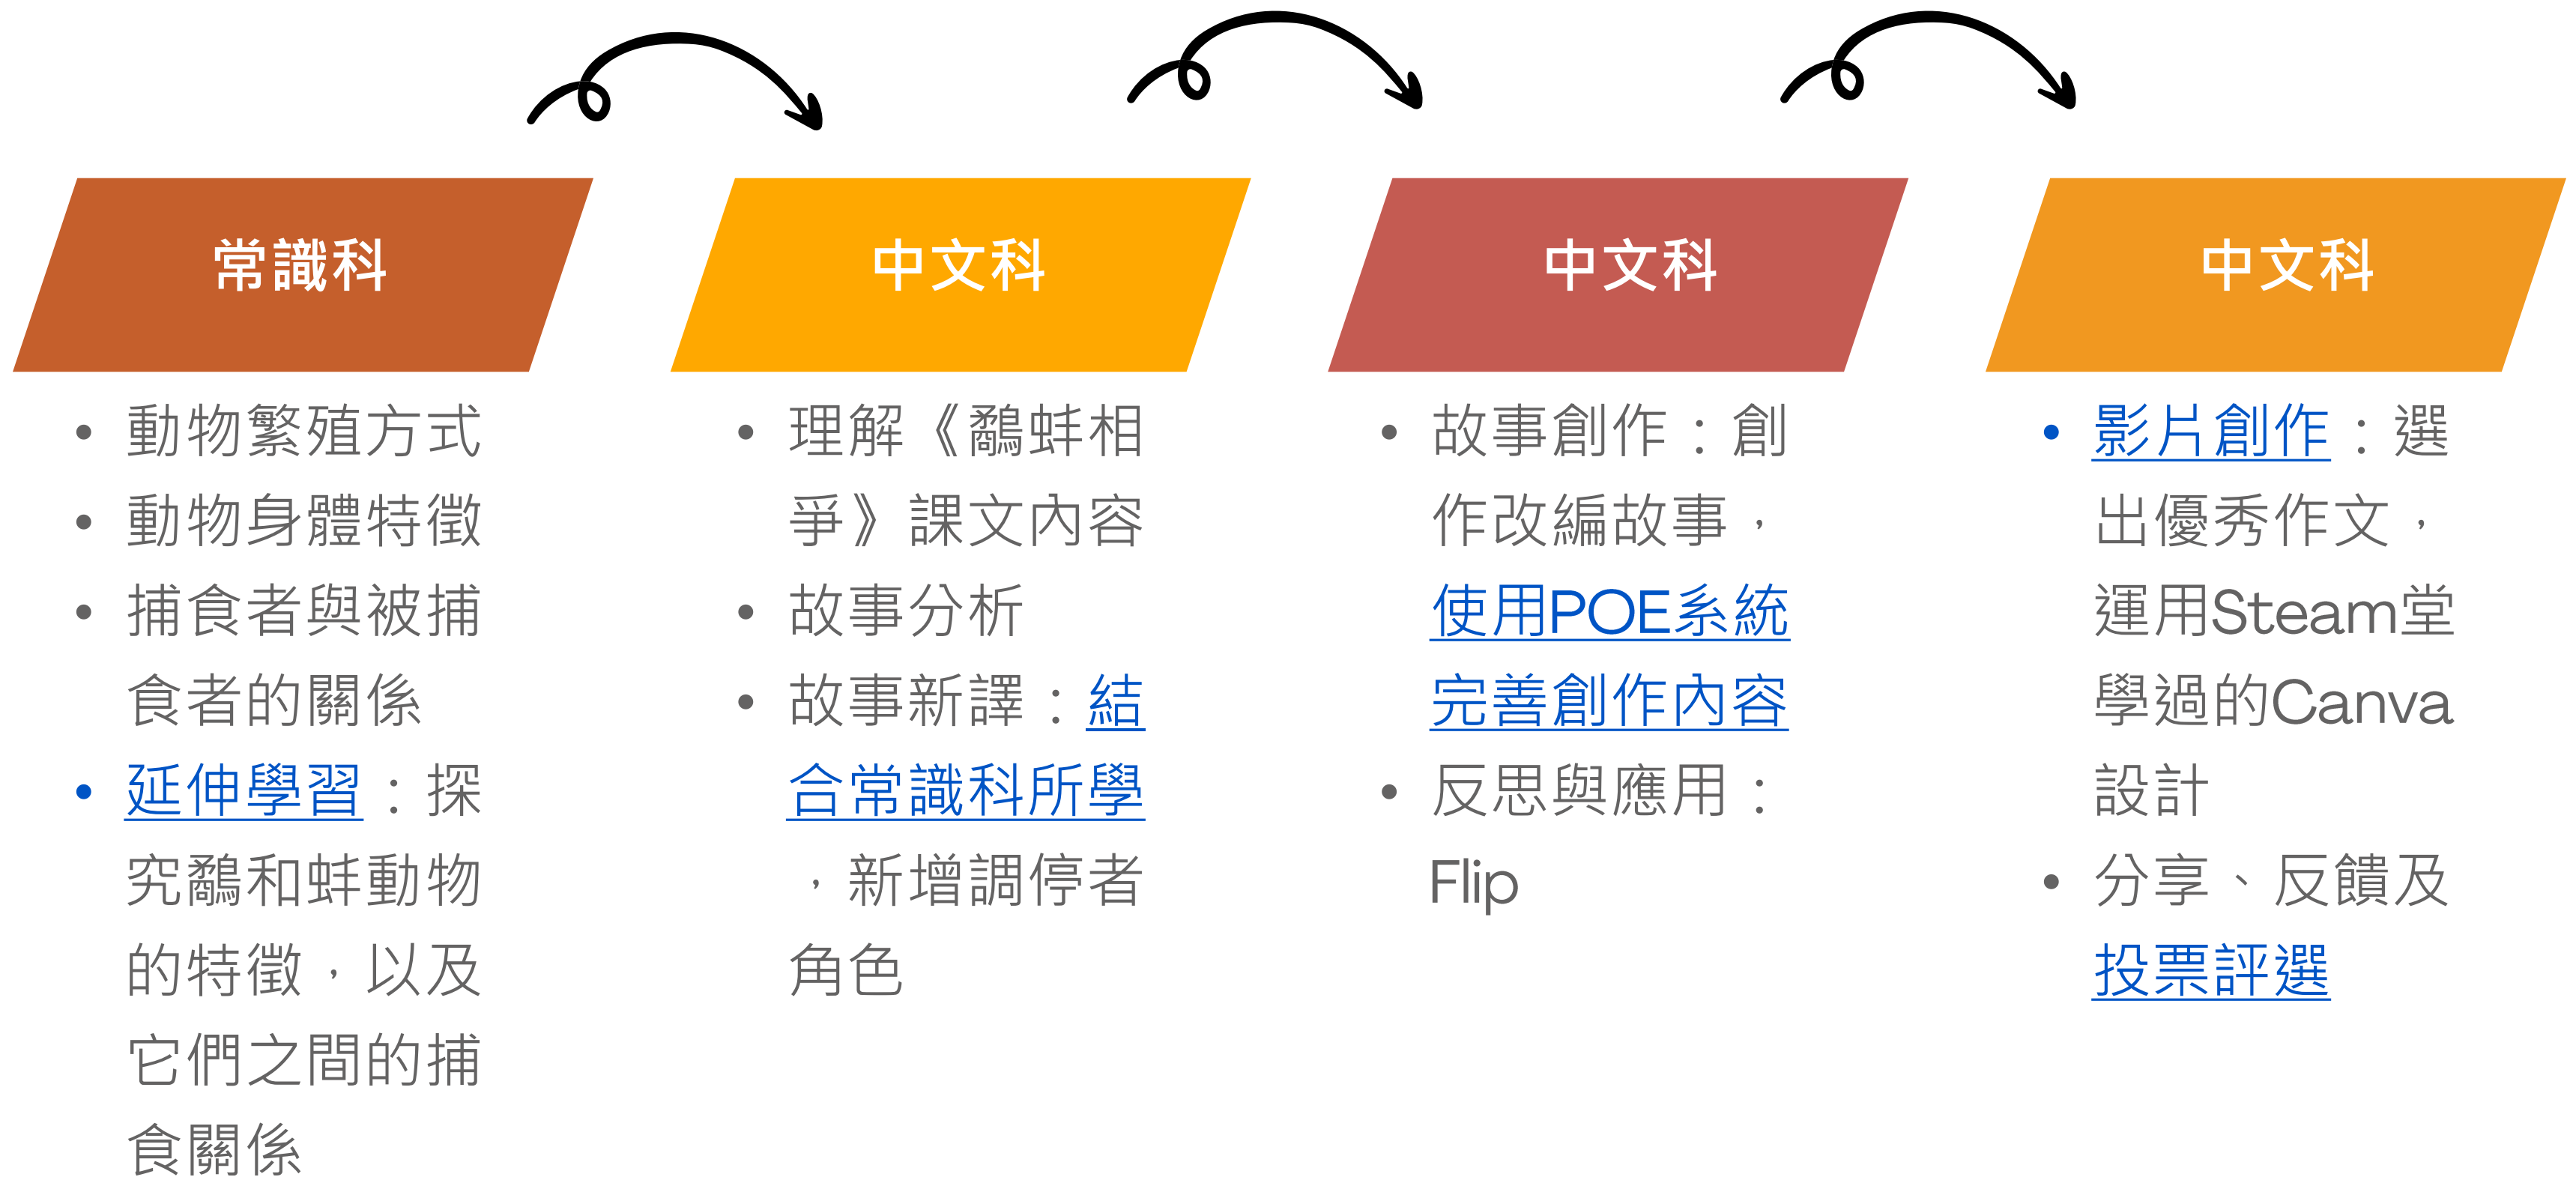 常識科
• 動物繁殖方式
• 動物身體特徵
• 捕食者與被捕
食者的關係
• 延伸學習：探
究鷸和蚌動物
的特徵，以及
它們之間的捕
食關係
中文科
• 理解《鷸蚌相
爭》課文內容
• 故事分析
• 故事新譯：結
合常識科所學
，新增調停者
角色
中文科
• 故事創作：創
作改編故事，
使用POE系統
完善創作內容
• 反思與應用：
Flip
中文科
• 影片創作：選
出優秀作文，
運用Steam堂
學過的Canva
設計
• 分享、反饋及
投票評選